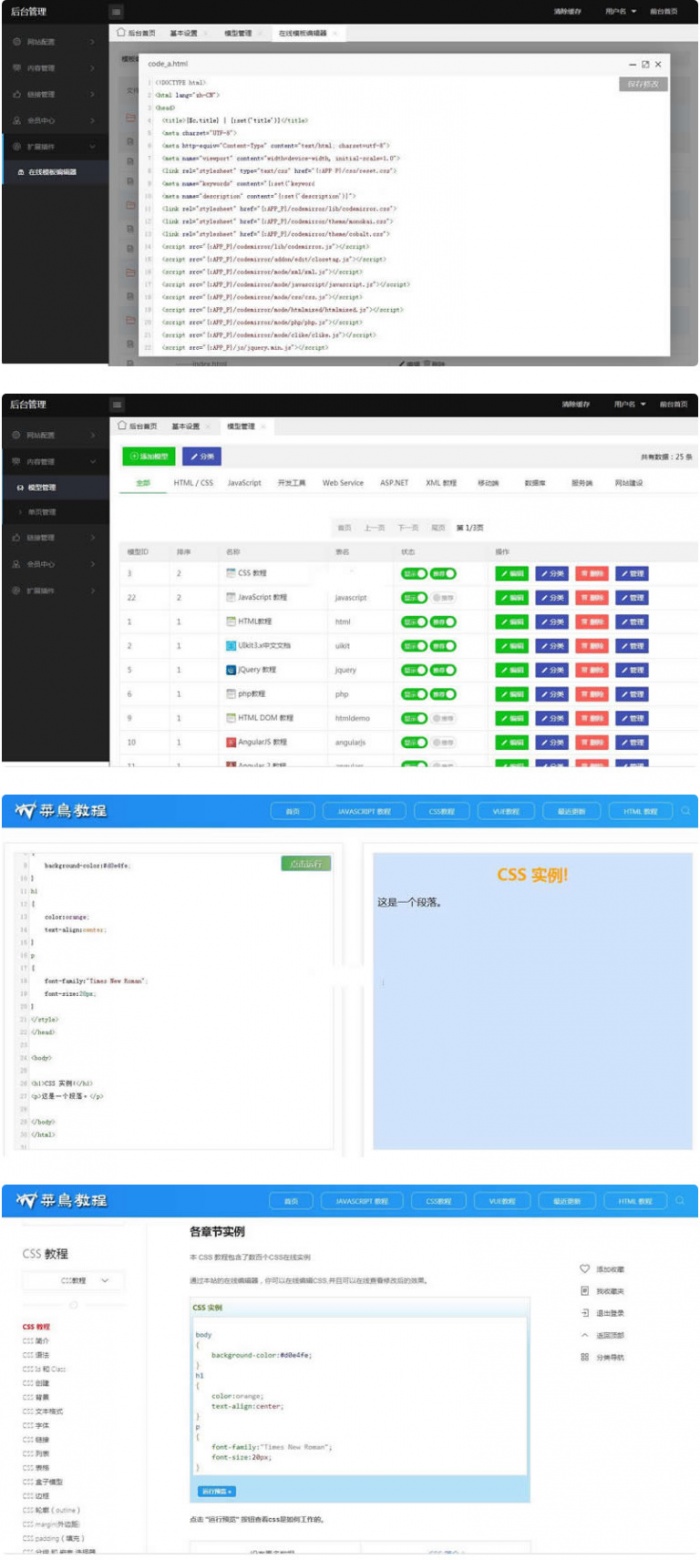 后台管理
清除缓存 用户名 前台首页
网站配置
内容管理
链接管理
会员中心
扩展插件
在线模板编辑器
后台首页 基本设置 模型管理 在线模板编辑器
code_a.html
保存修改
1 <!DOCTYPE html>
2 <html lang="zh-CN">
3 <head>
4 <title>{$c.title} | {:set('title')}</title>
5 <meta charset="UTF-8">
6 <meta http-equiv="Content-Type" content="text/html; charset=utf-8">
7 <meta name="viewport" content="width=device-width, initial-scale=1.0">
8 <link rel="stylesheet" type="text/css" href="{:APP_P}/css/reset.css">
9 <meta name="keywords" content="{:set('keywor
10 <meta name="description" content="{:set('description')}">
11 <link rel="stylesheet" href="{:APP_P}/codemirror/lib/codemirror.css">
12 <link rel="stylesheet" href="{:APP_P}/codemirror/theme/monokai.css">
13 <link rel="stylesheet" href="{:APP_P}/codemirror/theme/cobalt.css">
14 <script src="{:APP_P}/codemirror/lib/codemirror.js"></script>
15 <script src="{:APP_P}/codemirror/addon/edit/closetag.js"></script>
16 <script src="{:APP_P}/codemirror/mode/xml/xml.js"></script>
17 <script src="{:APP_P}/codemirror/mode/javascript/javascript.js"></script>
18 <script src="{:APP_P}/codemirror/mode/css/css.js"></script>
19 <script src="{:APP_P}/codemirror/mode/htmlmixed/htmlmixed.js"></script>
20 <script src="{:APP_P}/codemirror/mode/php/php.js"></script>
21 <script src="{:APP_P}/codemirror/mode/clike/clike.js"></script>
22 <script src="{:APP_P}/js/jquery.min.js"></script>
index.html 编辑 删除
后台管理
清除缓存 用户名 前台首页
网站配置
内容管理
模型管理
单页管理
链接管理
会员中心
扩展插件
后台首页 基本设置 模型管理
添加模型 分类 共有数据：25 条
全部 HTML / CSS JavaScript 开发工具 Web Service ASP.NET XML 教程 移动端 数据库 服务端 网站建设
首页 上一页 下一页 尾页 第 1/3页
模型ID 排序 名称 表名 状态 操作
3 2 CSS 教程 显示 推荐 编辑 分类 删除 管理
22 2 JavaScript 教程 javascript 显示 推荐 编辑 分类 删除 管理
1 1 HTML教程 html 显示 推荐 编辑 分类 删除 管理
2 1 UIkit3.x中文文档 uikit 显示 推荐 编辑 分类 删除 管理
5 1 jQuery 教程 jquery 显示 推荐 编辑 分类 删除 管理
6 1 php教程 php 显示 推荐 编辑 分类 删除 管理
9 1 HTML DOM 教程 htmldemo 显示 推荐 编辑 分类 删除 管理
10 1 AngularJS 教程 angularjs 显示 推荐 编辑 分类 删除 管理
11 1 Angular 2 教程 angular
菜鳥教程
首页 JAVASCRIPT 教程 CSS教程 VUE教程 最近更新 HTML 教程
点击运行
9 background-color:#d0e4fe;
10 }
11 h1
12 {
13 color:orange;
14 text-align:center;
15 }
16 p
17 {
18 font-family:"Times New Roman";
19 font-size:20px;
20 }
21 </style>
22 </head>
23
24 <body>
25
26 <h1>CSS 实例!</h1>
27 <p>这是一个段落。</p>
28
29 </body>
30 </html>
31
CSS 实例!
这是一个段落。
菜鳥教程
首页 JAVASCRIPT 教程 CSS教程 VUE教程 最近更新 HTML 教程
CSS 教程
CSS教程
CSS 教程
CSS 简介
CSS 语法
CSS Id 和 Class
CSS 创建
CSS 背景
CSS 文本格式
CSS 字体
CSS 链接
CSS 列表
CSS 表格
CSS 盒子模型
CSS 边框
CSS 轮廓（outline）
CSS margin(外边距)
CSS padding（填充）
CSS 分组 和 嵌套 选择器
各章节实例
本 CSS 教程包含了数百个CSS在线实例
通过本站的在线编辑器，你可以在线编辑CSS,并且可以在线查看修改后的效果。
CSS 实例
body
{
background-color:#d0e4fe;
}
h1
{
color:orange;
text-align:center;
}
p
{
font-family:"Times New Roman";
font-size:20px;
}
运行预览 »
点击 "运行预览" 按钮查看css是如何工作的。
添加收藏
我收藏夹
退出登录
返回顶部
分类导航